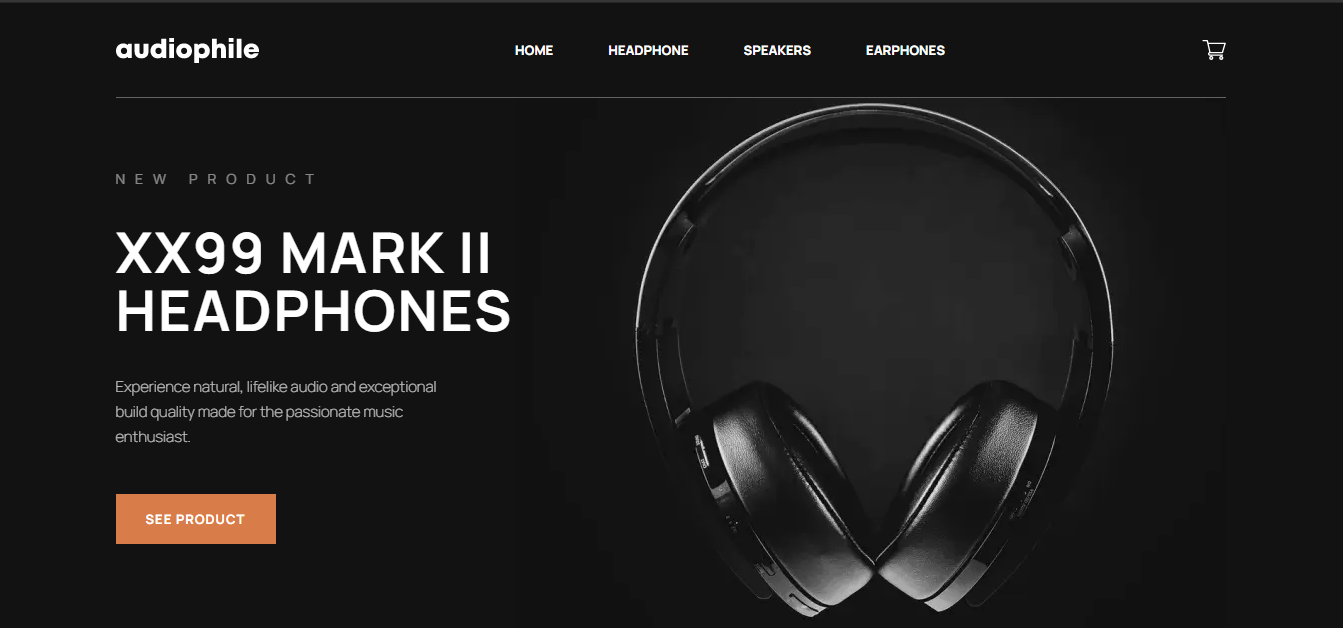 audiophile
HOME
HEADPHONE
SPEAKERS
EARPHONES
NEW PRODUCT
XX99 MARK II
HEADPHONES
Experience natural, lifelike audio and exceptional
build quality made for the passionate music
enthusiast.
SEE PRODUCT